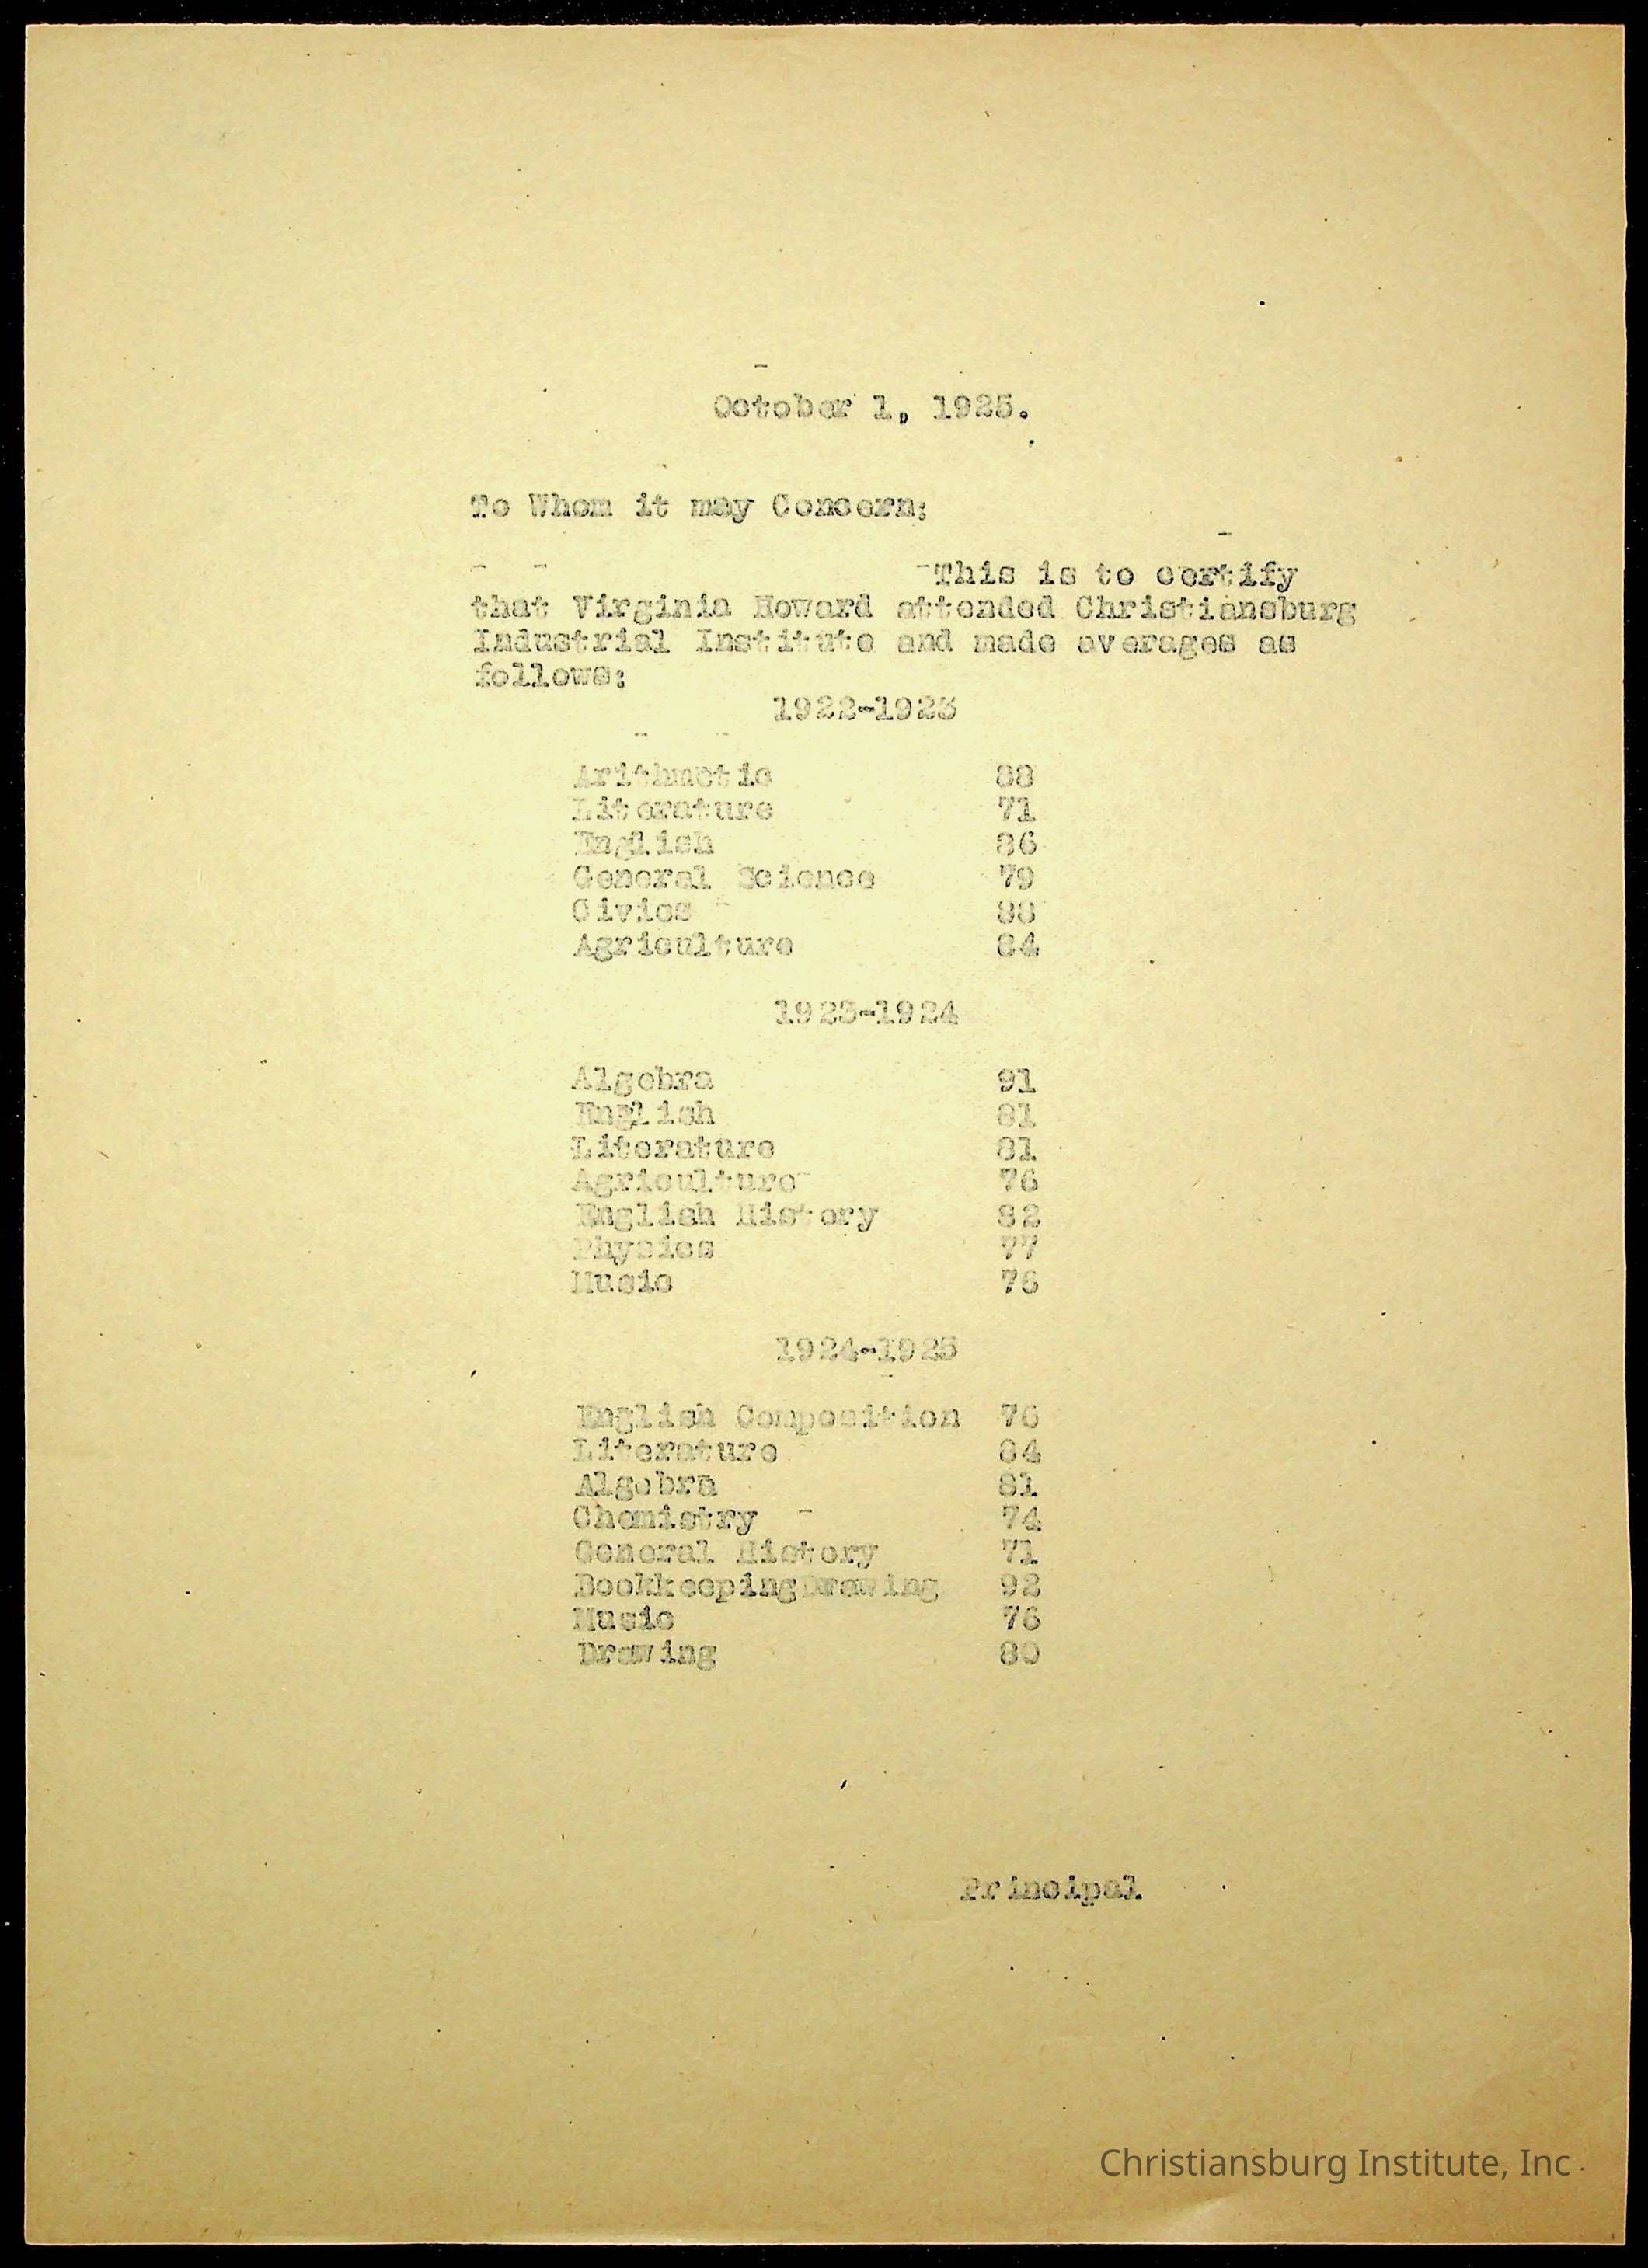 October 1, 1925.
To Whom it may Concern;
This is to certify
that Virginia Howard attended Christiansburg
Industrial Institute and made averages as
follows:
1922-1923
Arithmetic 88
Literature 71
English 86
General Science 79
Civics
Agriculture 84
1923-1924
Algebra 91
English 81
Literature 81
Agriculture 76
English History 82
Physics 77
Music 76
1924-1925
English Composition 76
Literature 84
Algebra 81
Chemistry 74
General History 71
Bookkeeping Drawing 92
Music 76
Drawing 80
Principal
Christiansburg Institute, Inc